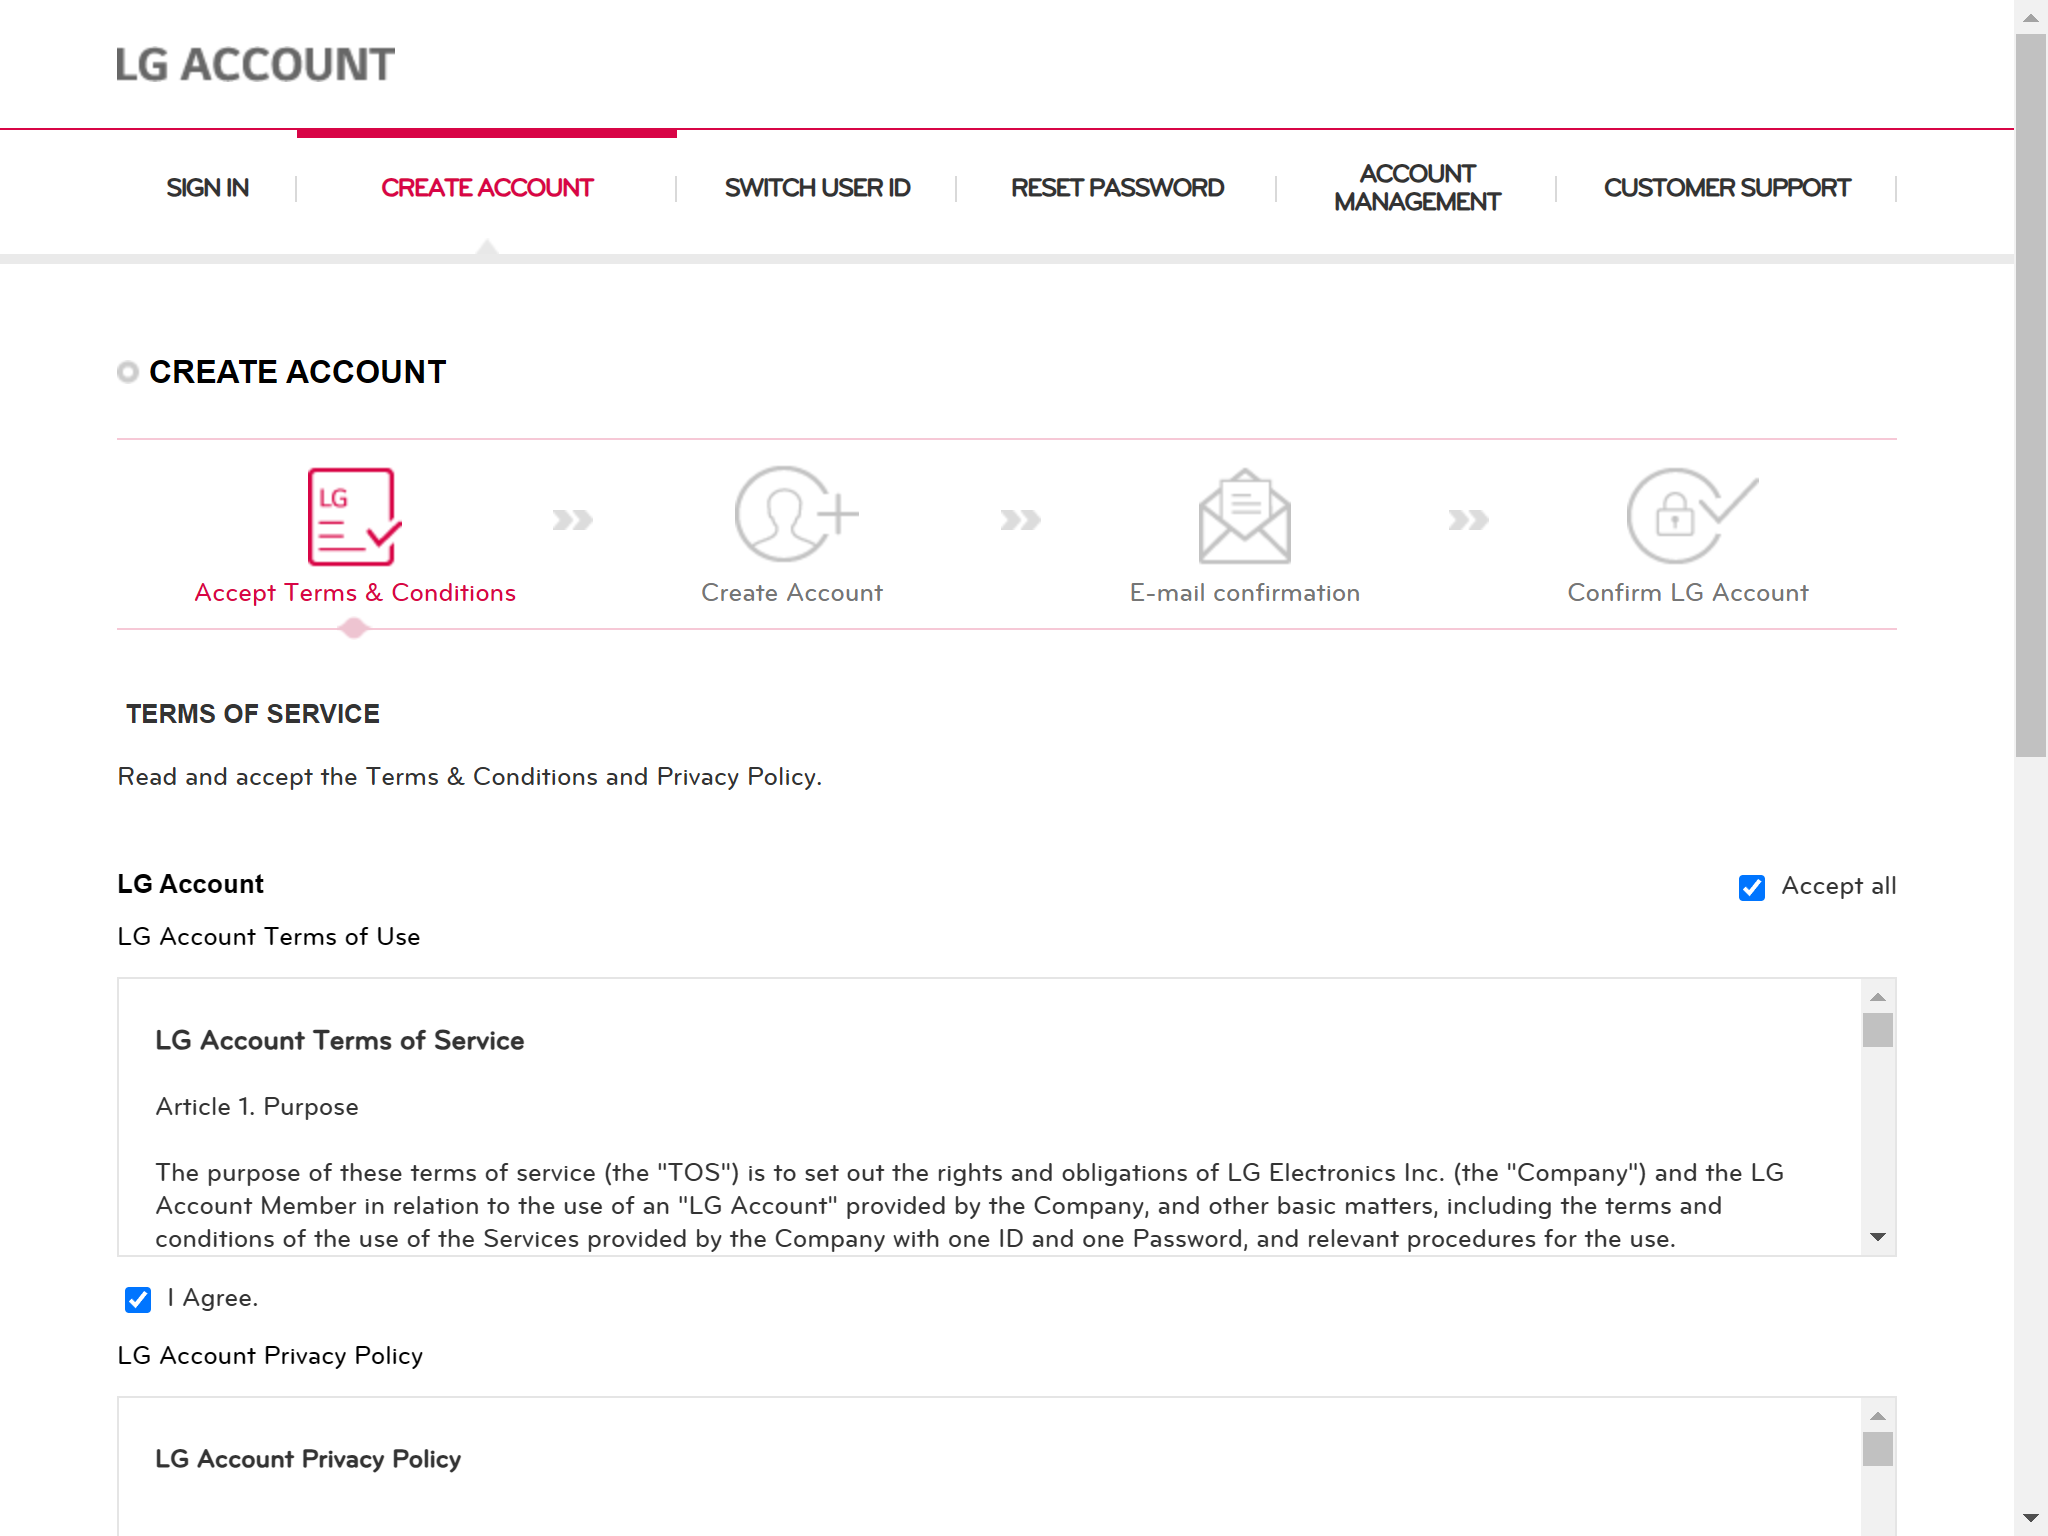 LG ACCOUNT
SIGN IN
CREATE ACCOUNT
SWITCH USER ID
RESET PASSWORD
ACCOUNT
MANAGEMENT
CUSTOMER SUPPORT
CREATE ACCOUNT
LG
Accept Terms & Conditions
Create Account
E-mail confirmation
Confirm LG Account
TERMS OF SERVICE
Read and accept the Terms & Conditions and Privacy Policy.
LG Account
Accept all
LG Account Terms of Use
LG Account Terms of Service
Article 1. Purpose
The purpose of these terms of service (the "TOS") is to set out the rights and obligations of LG Electronics Inc. (the "Company") and the LG
Account Member in relation to the use of an "LG Account" provided by the Company, and other basic matters, including the terms and
conditions of the use of the Services provided by the Company with one ID and one Password, and relevant procedures for the use.
I Agree.
LG Account Privacy Policy
LG Account Privacy Policy